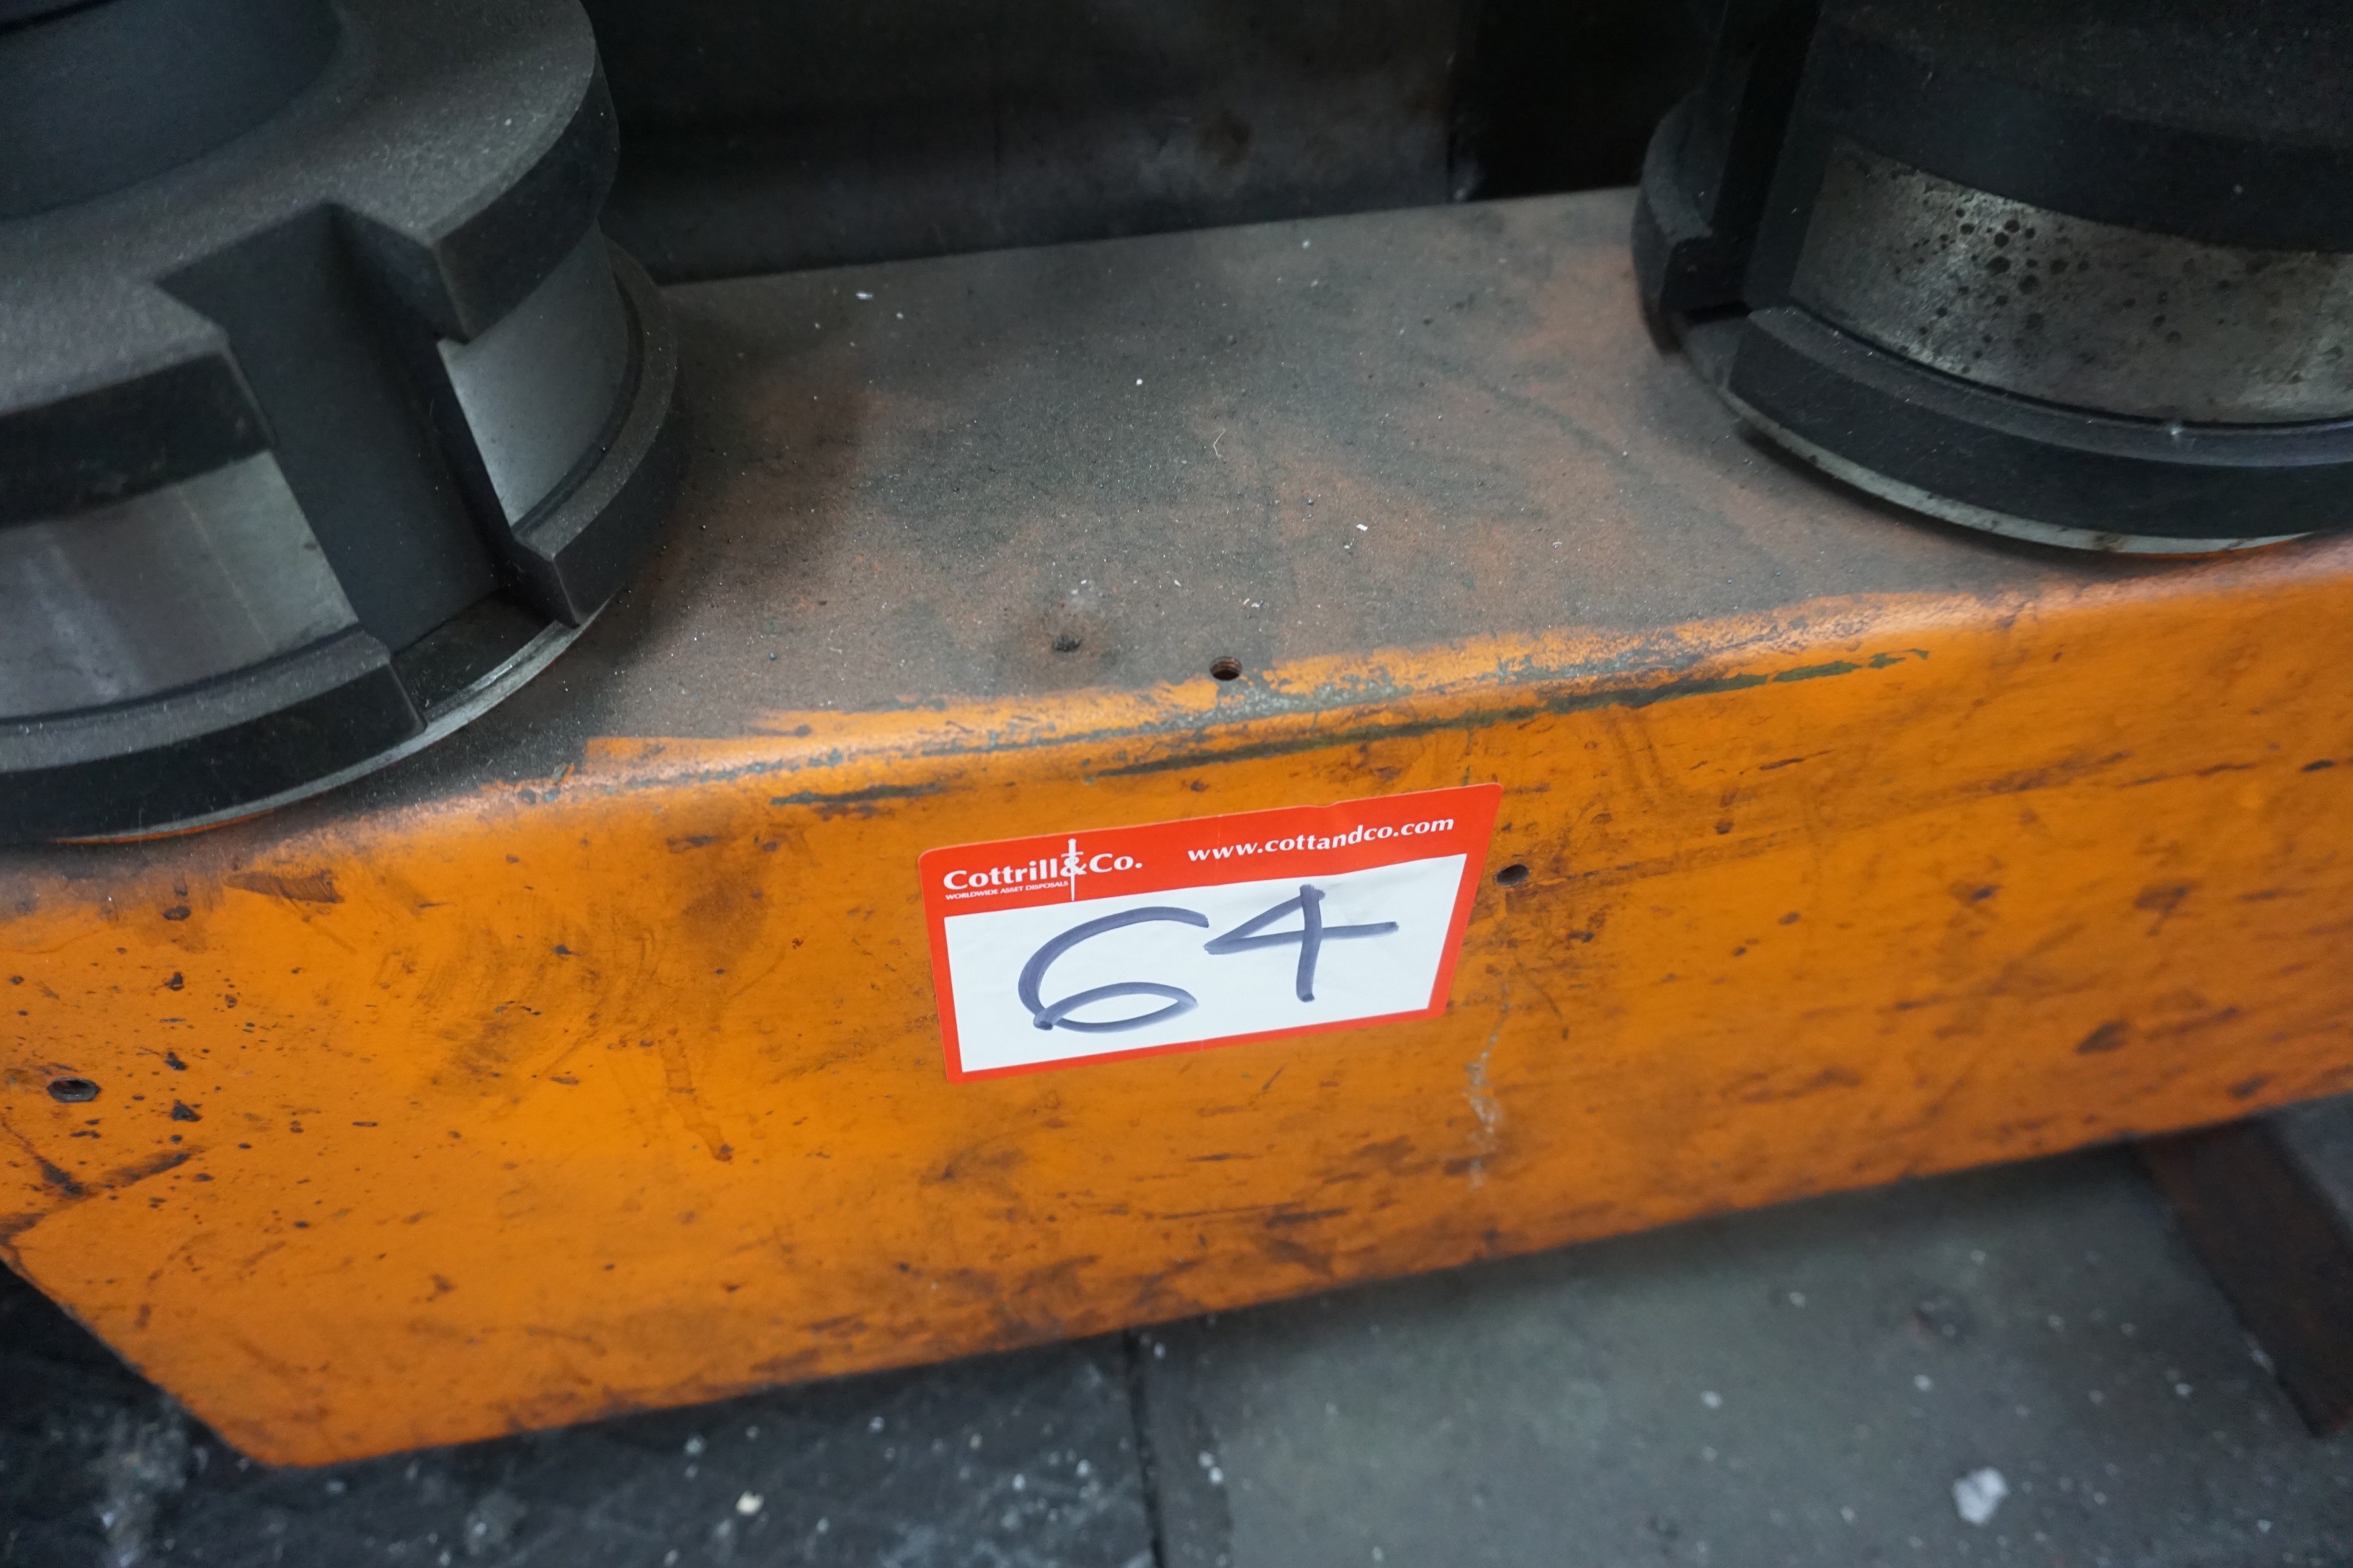 Cottrill&Co. www.cottandco.com
WORLDWIDE ASSET DISPOSALS
64